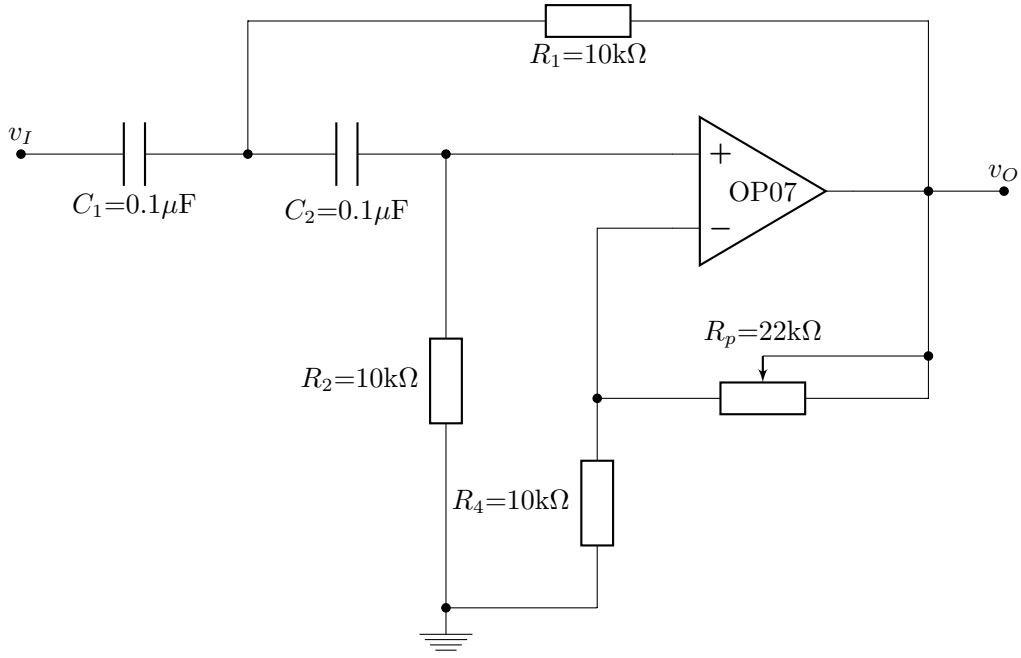 R₁=10kΩ
v_I
+
OP07
v_O
C₁=0.1μF
C₂=0.1μF
−
R_p=22kΩ
R₂=10kΩ
R₄=10kΩ